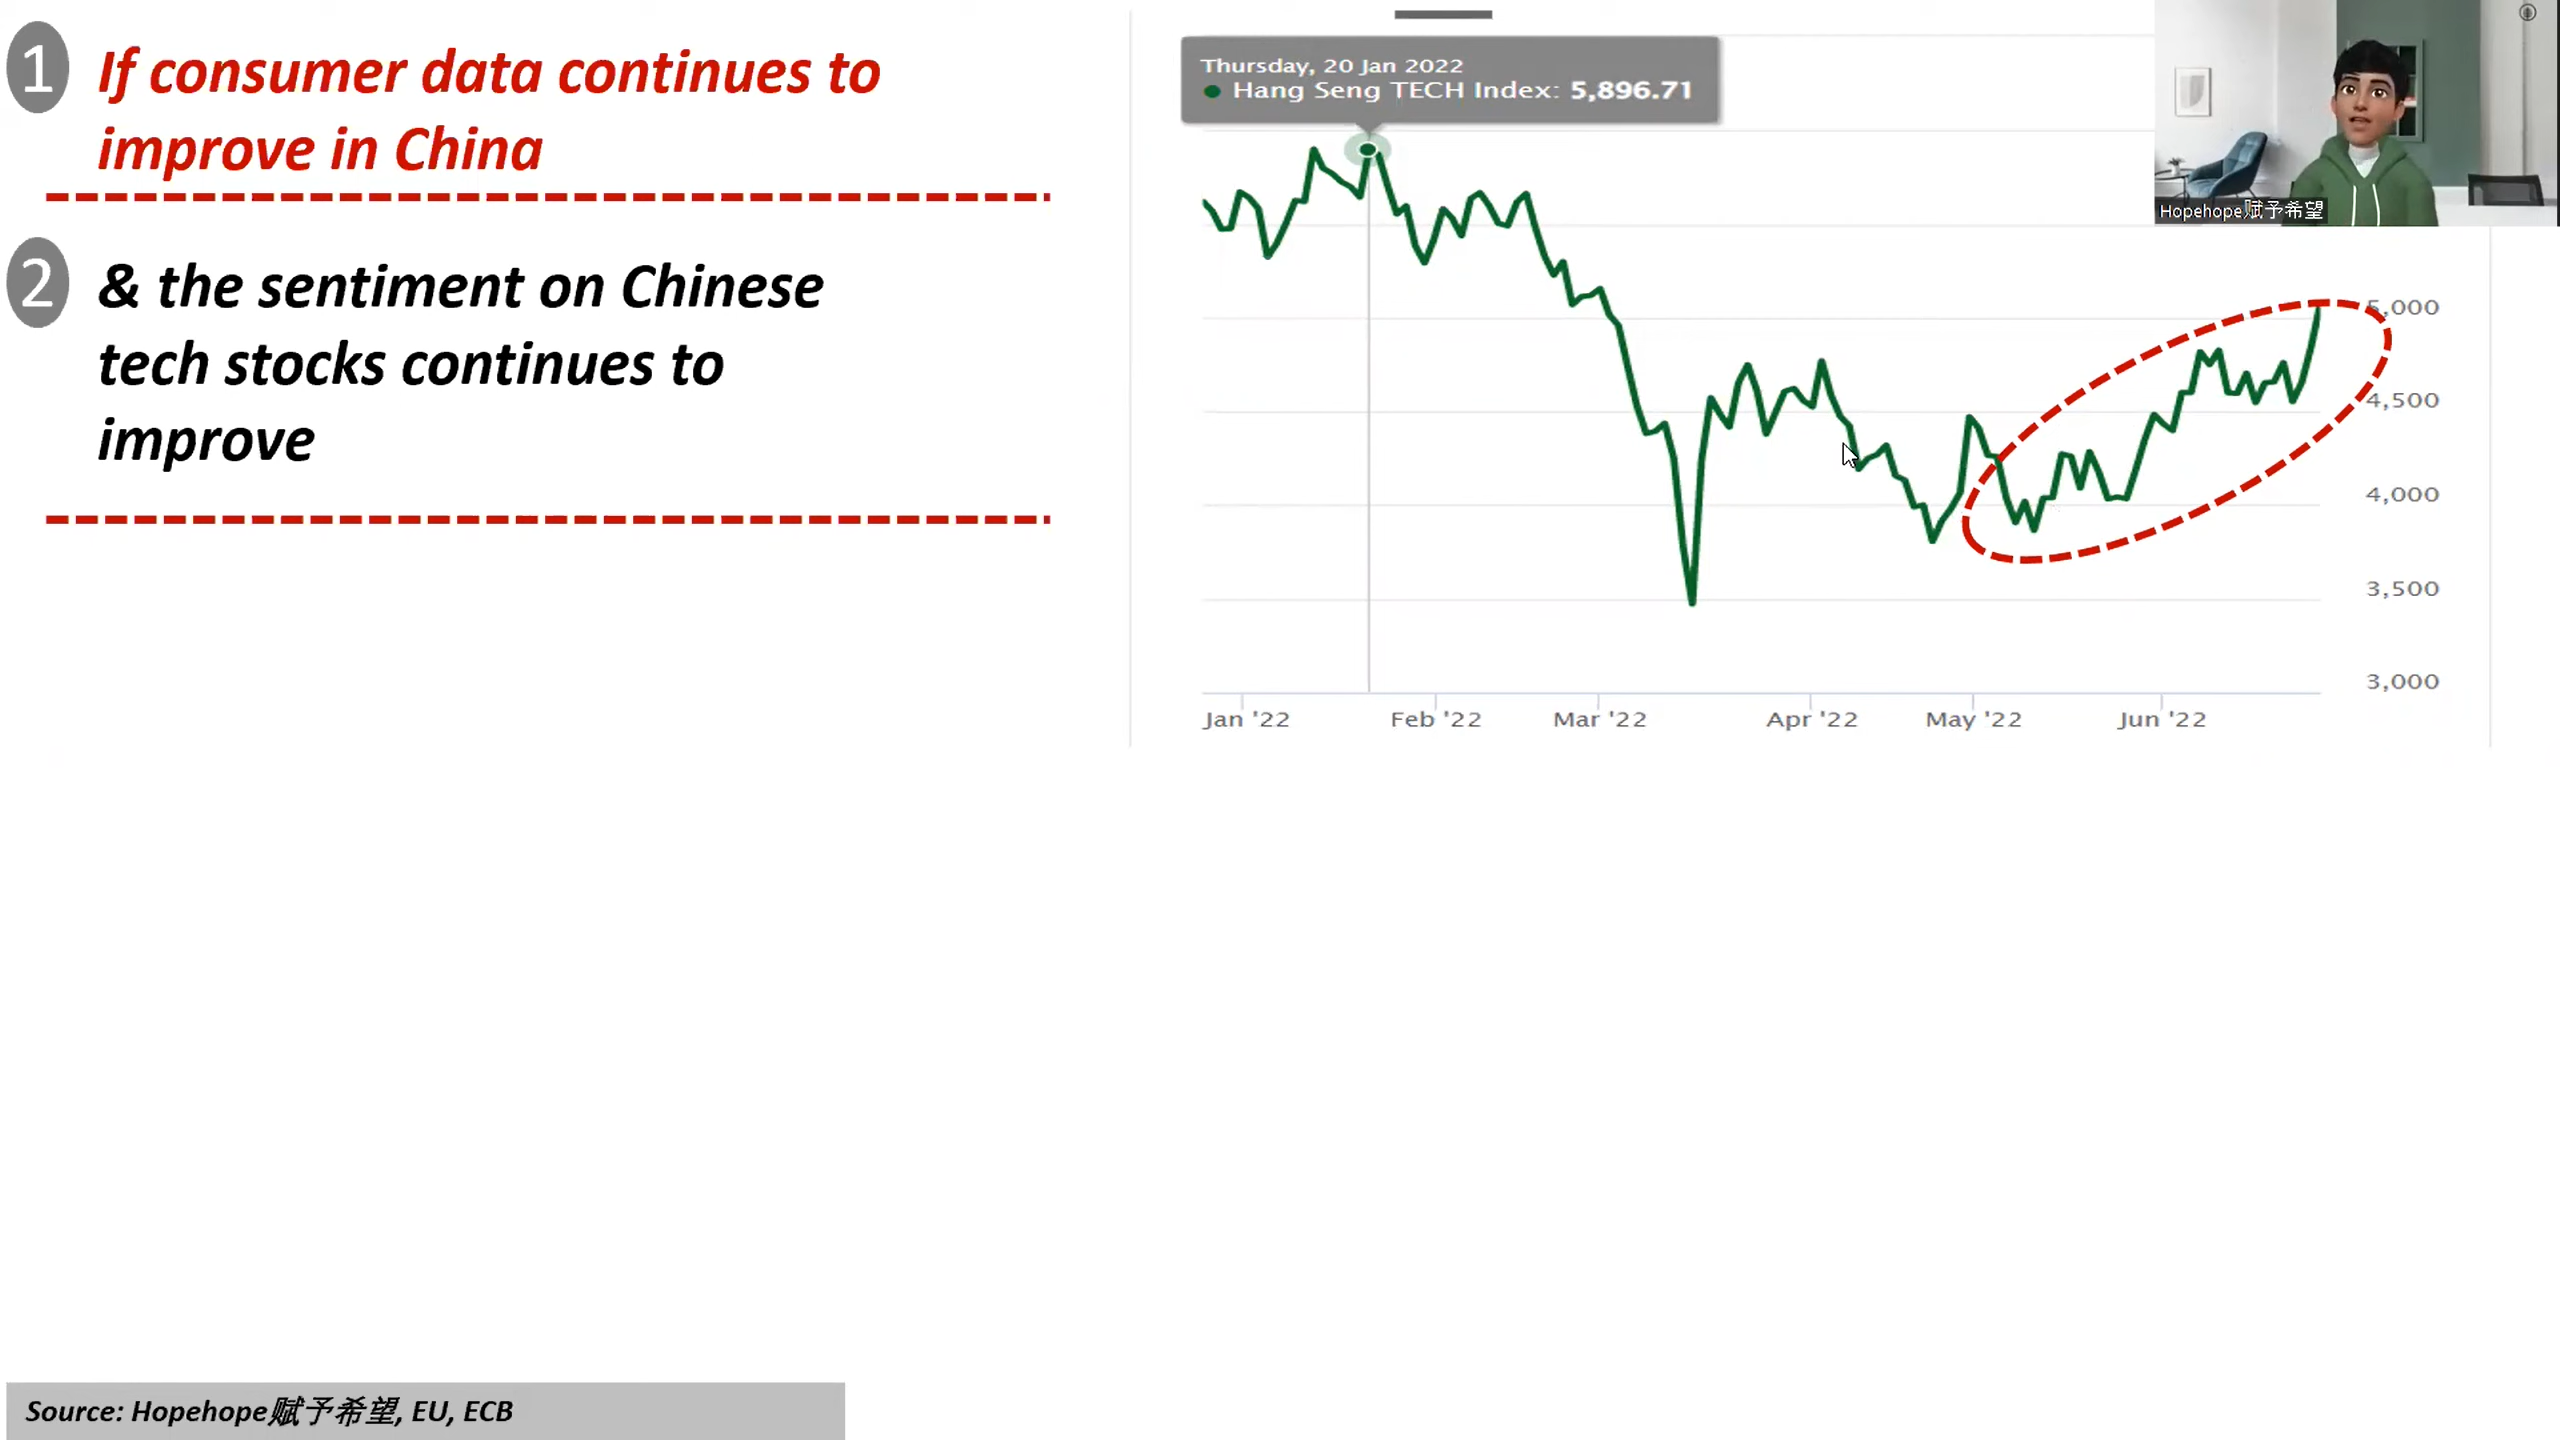 1
If consumer data continues to
improve in China
2
& the sentiment on Chinese
tech stocks continues to
improve
Thursday, 20 Jan 2022
Hang Seng TECH Index: 5,896.71
Hopehope赋予希望
5,000
4,500
4,000
3,500
3,000
Jan '22
Feb '22
Mar '22
Apr '22
May '22
Jun '22
Source: Hopehope赋予希望, EU, ECB